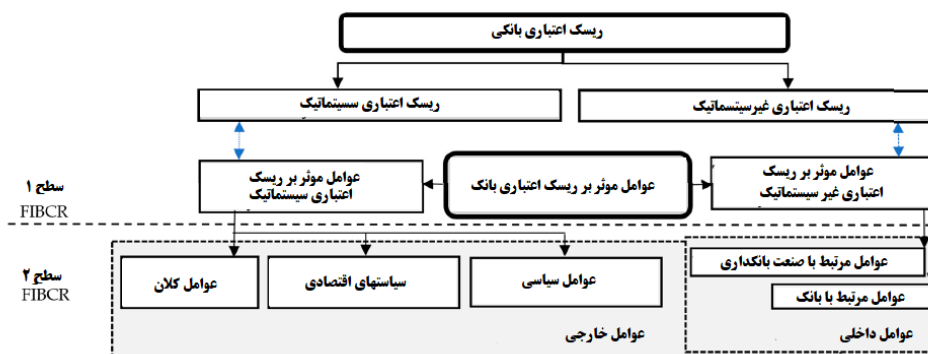 ریسک اعتباری بانکی
ریسک اعتباری غیرسیتسماتیک
ریسک اعتباری سسیتماتیک
عوامل موثر بر ریسک
اعتباری غیر سیستماتیک
عوامل موثر بر ریسک اعتباری بانک
عوامل موثر بر ریسک
اعتباری سیستماتیک
سطح ۱
FIBCR
عوامل مرتبط با صنعت بانکداری
عوامل مرتبط با بانک
عوامل داخلی
عوامل سیاسی
سیاستهای اقتصادی
عوامل کلان
عوامل خارجی
سطح ۲
FIBCR